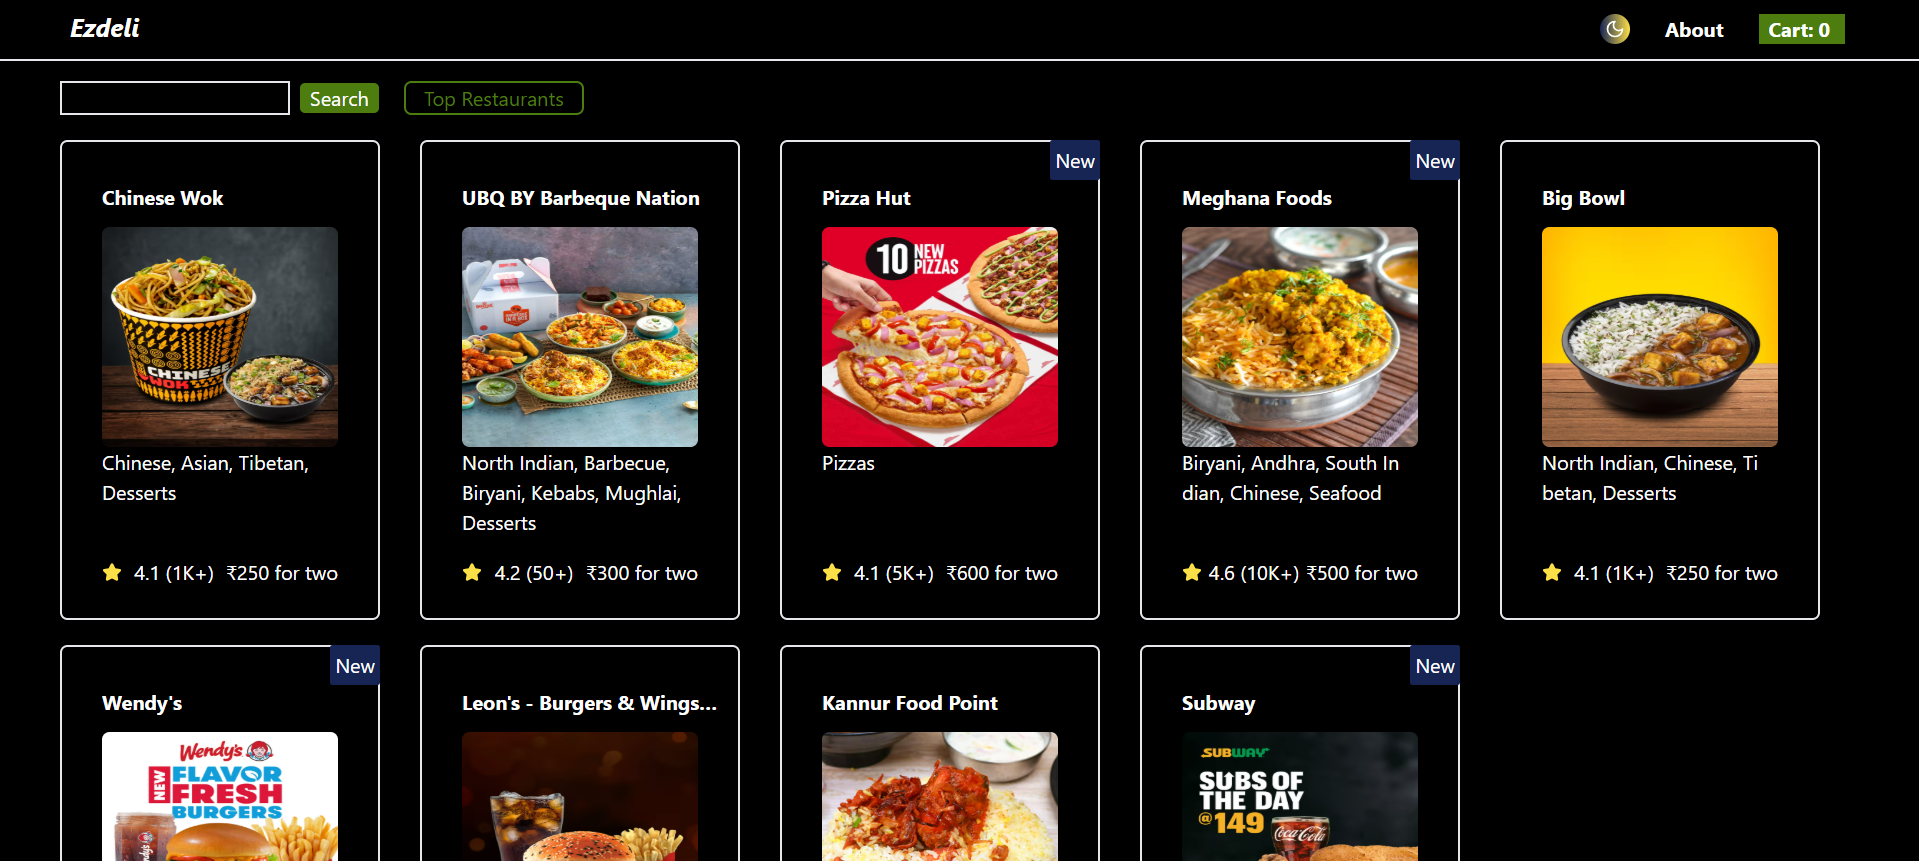 Ezdeli
About
Cart: 0
Search
Top Restaurants
Chinese Wok
CHINESE
WOK
Chinese, Asian, Tibetan,
Desserts
4.1 (1K+) ₹250 for two
UBQ BY Barbeque Nation
North Indian, Barbecue,
Biryani, Kebabs, Mughlai,
Desserts
4.2 (50+) ₹300 for two
New
Pizza Hut
10 NEW
PIZZAS
Pizzas
4.1 (5K+) ₹600 for two
New
Meghana Foods
Biryani, Andhra, South In
dian, Chinese, Seafood
4.6 (10K+) ₹500 for two
Big Bowl
North Indian, Chinese, Ti
betan, Desserts
4.1 (1K+) ₹250 for two
New
Wendy's
Wendy's
NEW
FLAVOR
FRESH
BURGERS
Leon's - Burgers & Wings...
Kannur Food Point
New
Subway
SUBWAY
SUBS OF
THE DAY
@149
Coca-Cola